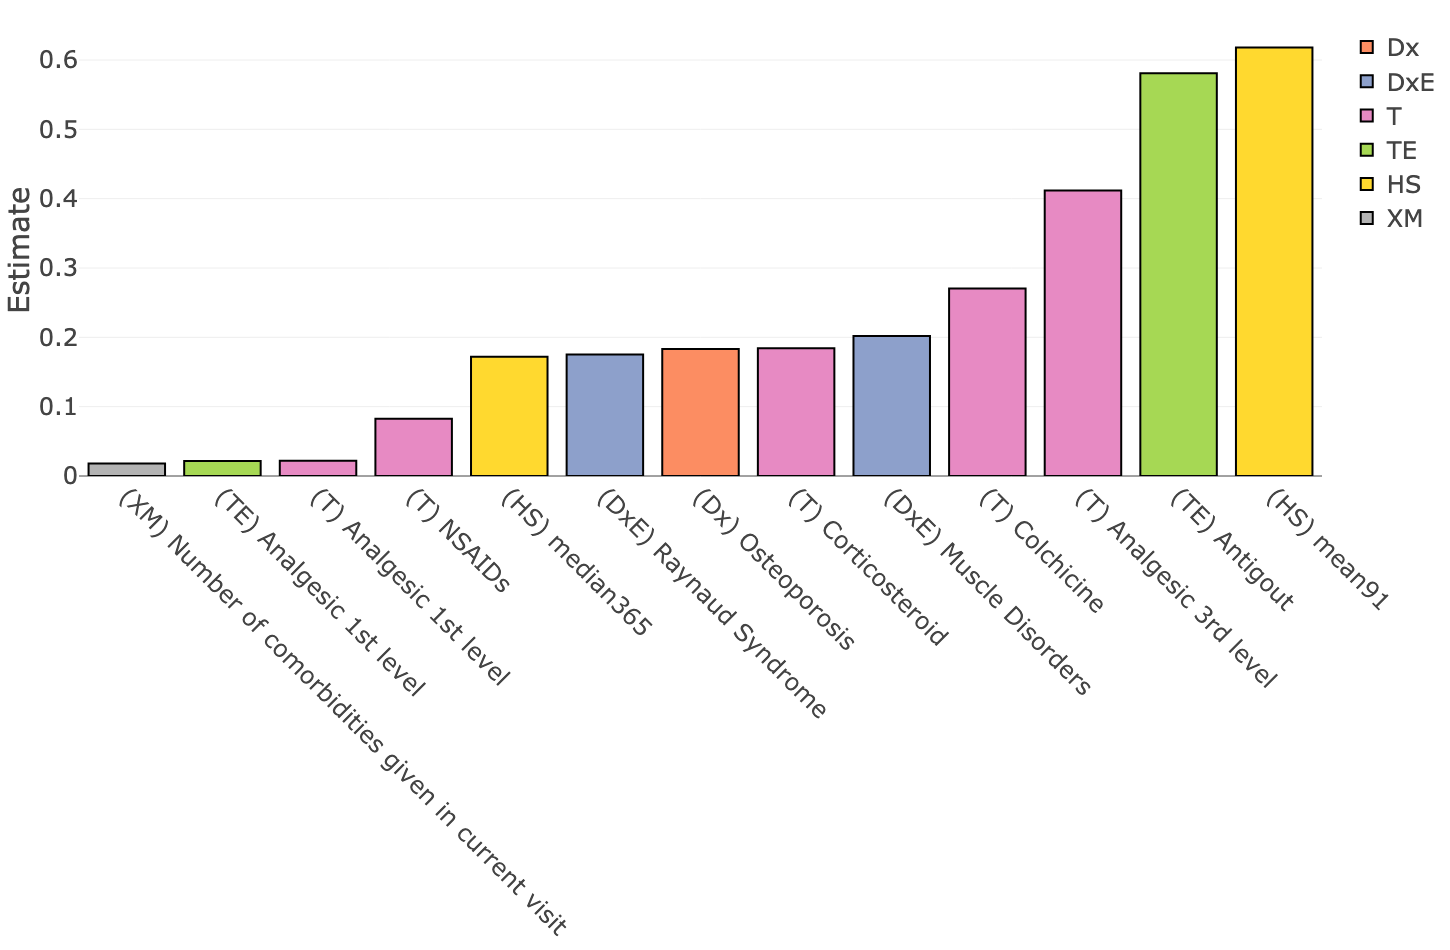 Estimate
0.6
0.5
0.4
0.3
0.2
0.1
0
(XM) Number of comorbidities given in current visit
(TE) Analgesic 1st level
(T) Analgesic 1st level
(T) NSAIDs
(HS) median365
(DxE) Raynaud Syndrome
(Dx) Osteoporosis
(T) Corticosteroid
(DxE) Muscle Disorders
(T) Colchicine
(T) Analgesic 3rd level
(TE) Antigout
(HS) mean91
Dx
DxE
T
TE
HS
XM